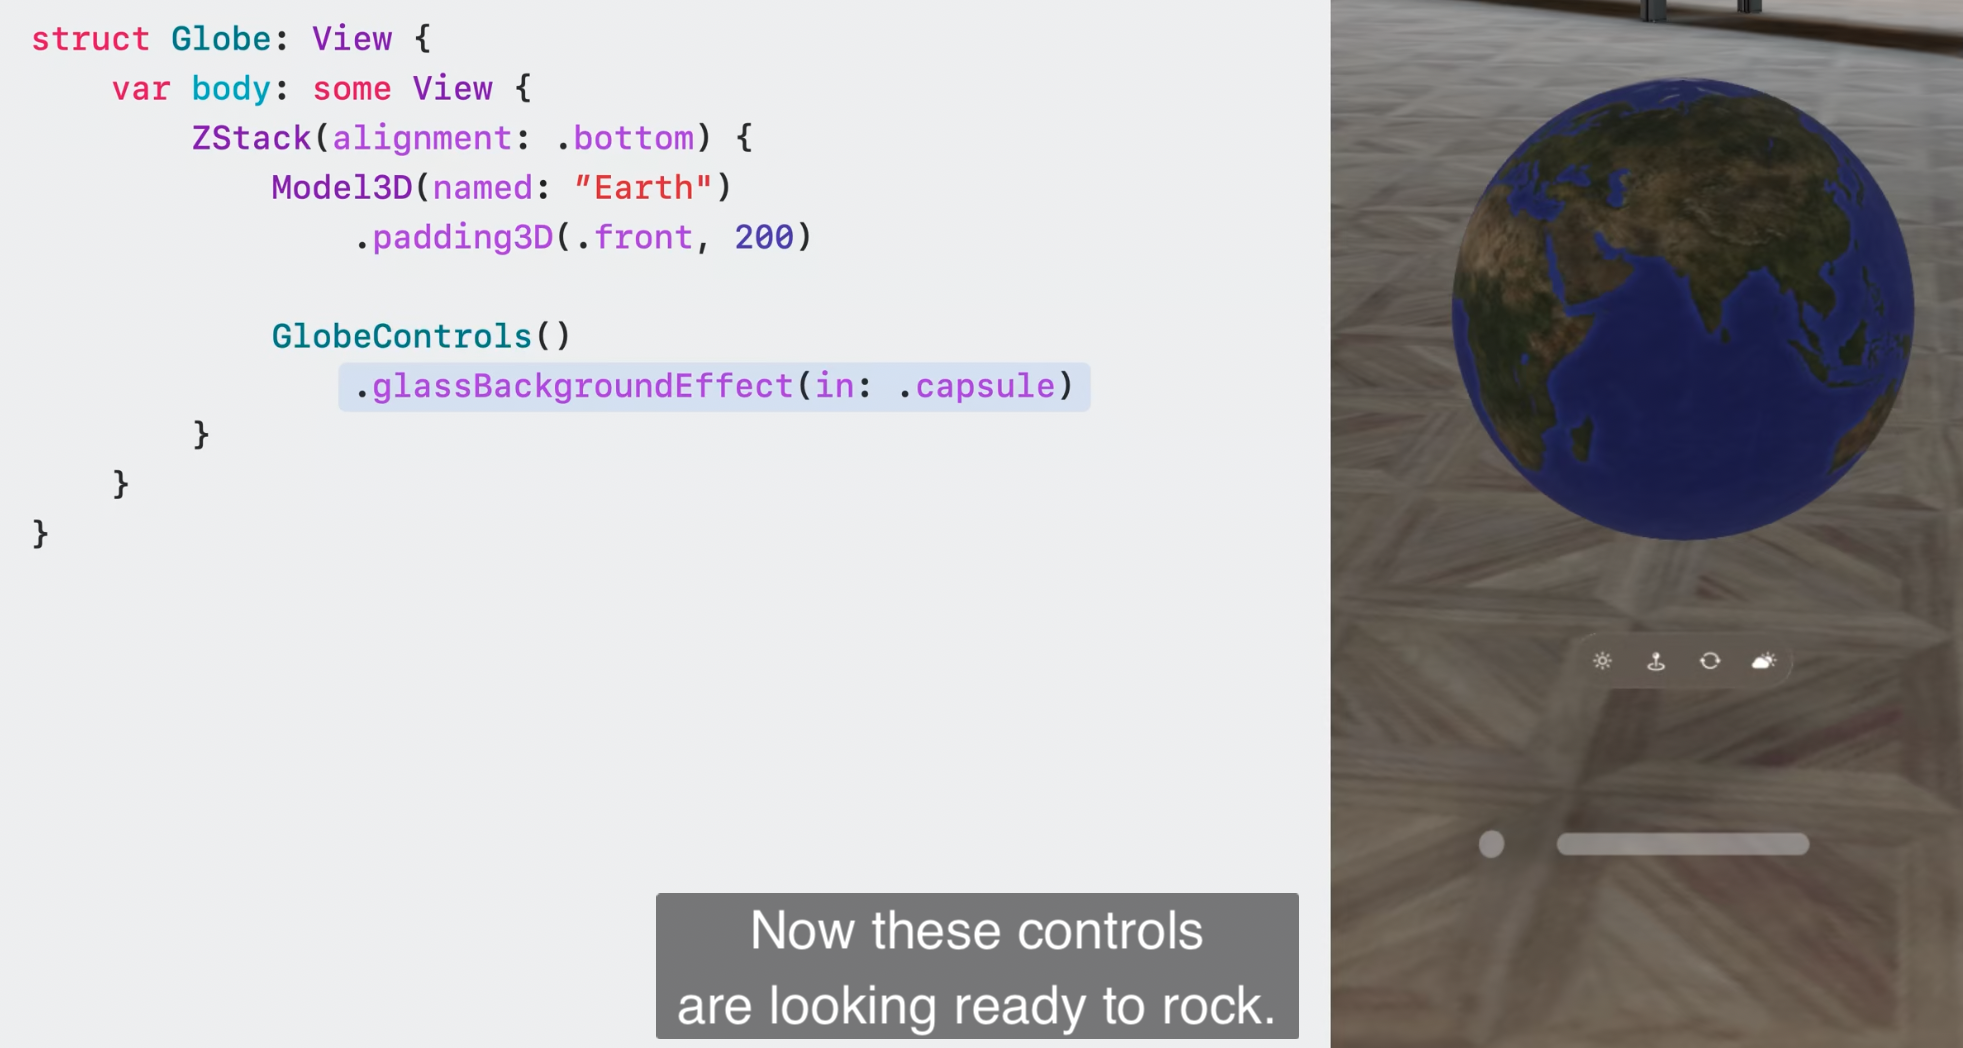 struct Globe: View {
var body: some View {
ZStack(alignment: .bottom) {
Model3D(named: ”Earth")
.padding3D(.front, 200)
GlobeControls()
.glassBackgroundEffect(in: .capsule)
}
}
}
Now these controls
are looking ready to rock.